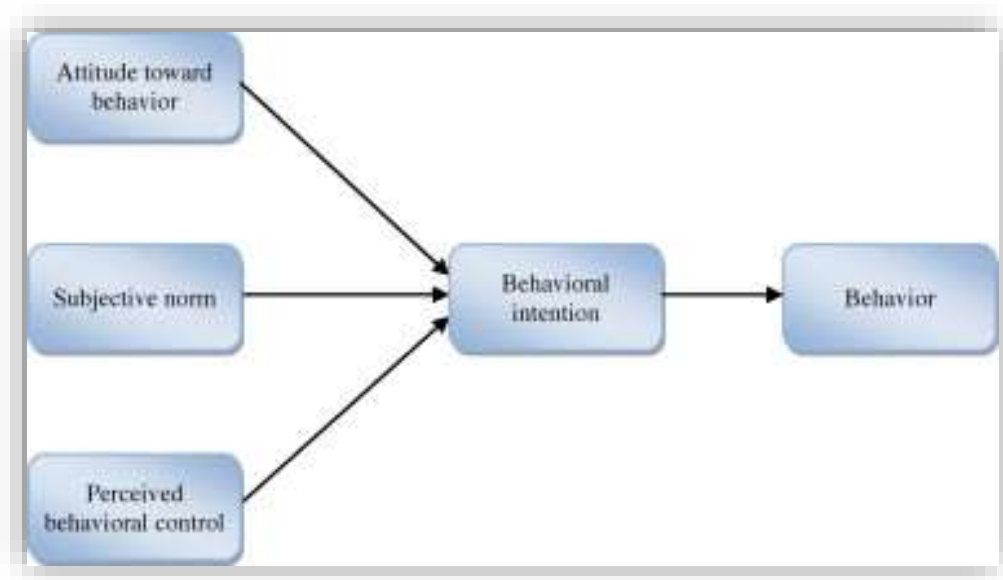 Attitude toward
behavior
Subjective norm
Behavioral
intention
Behavior
Perceived
behavioral control